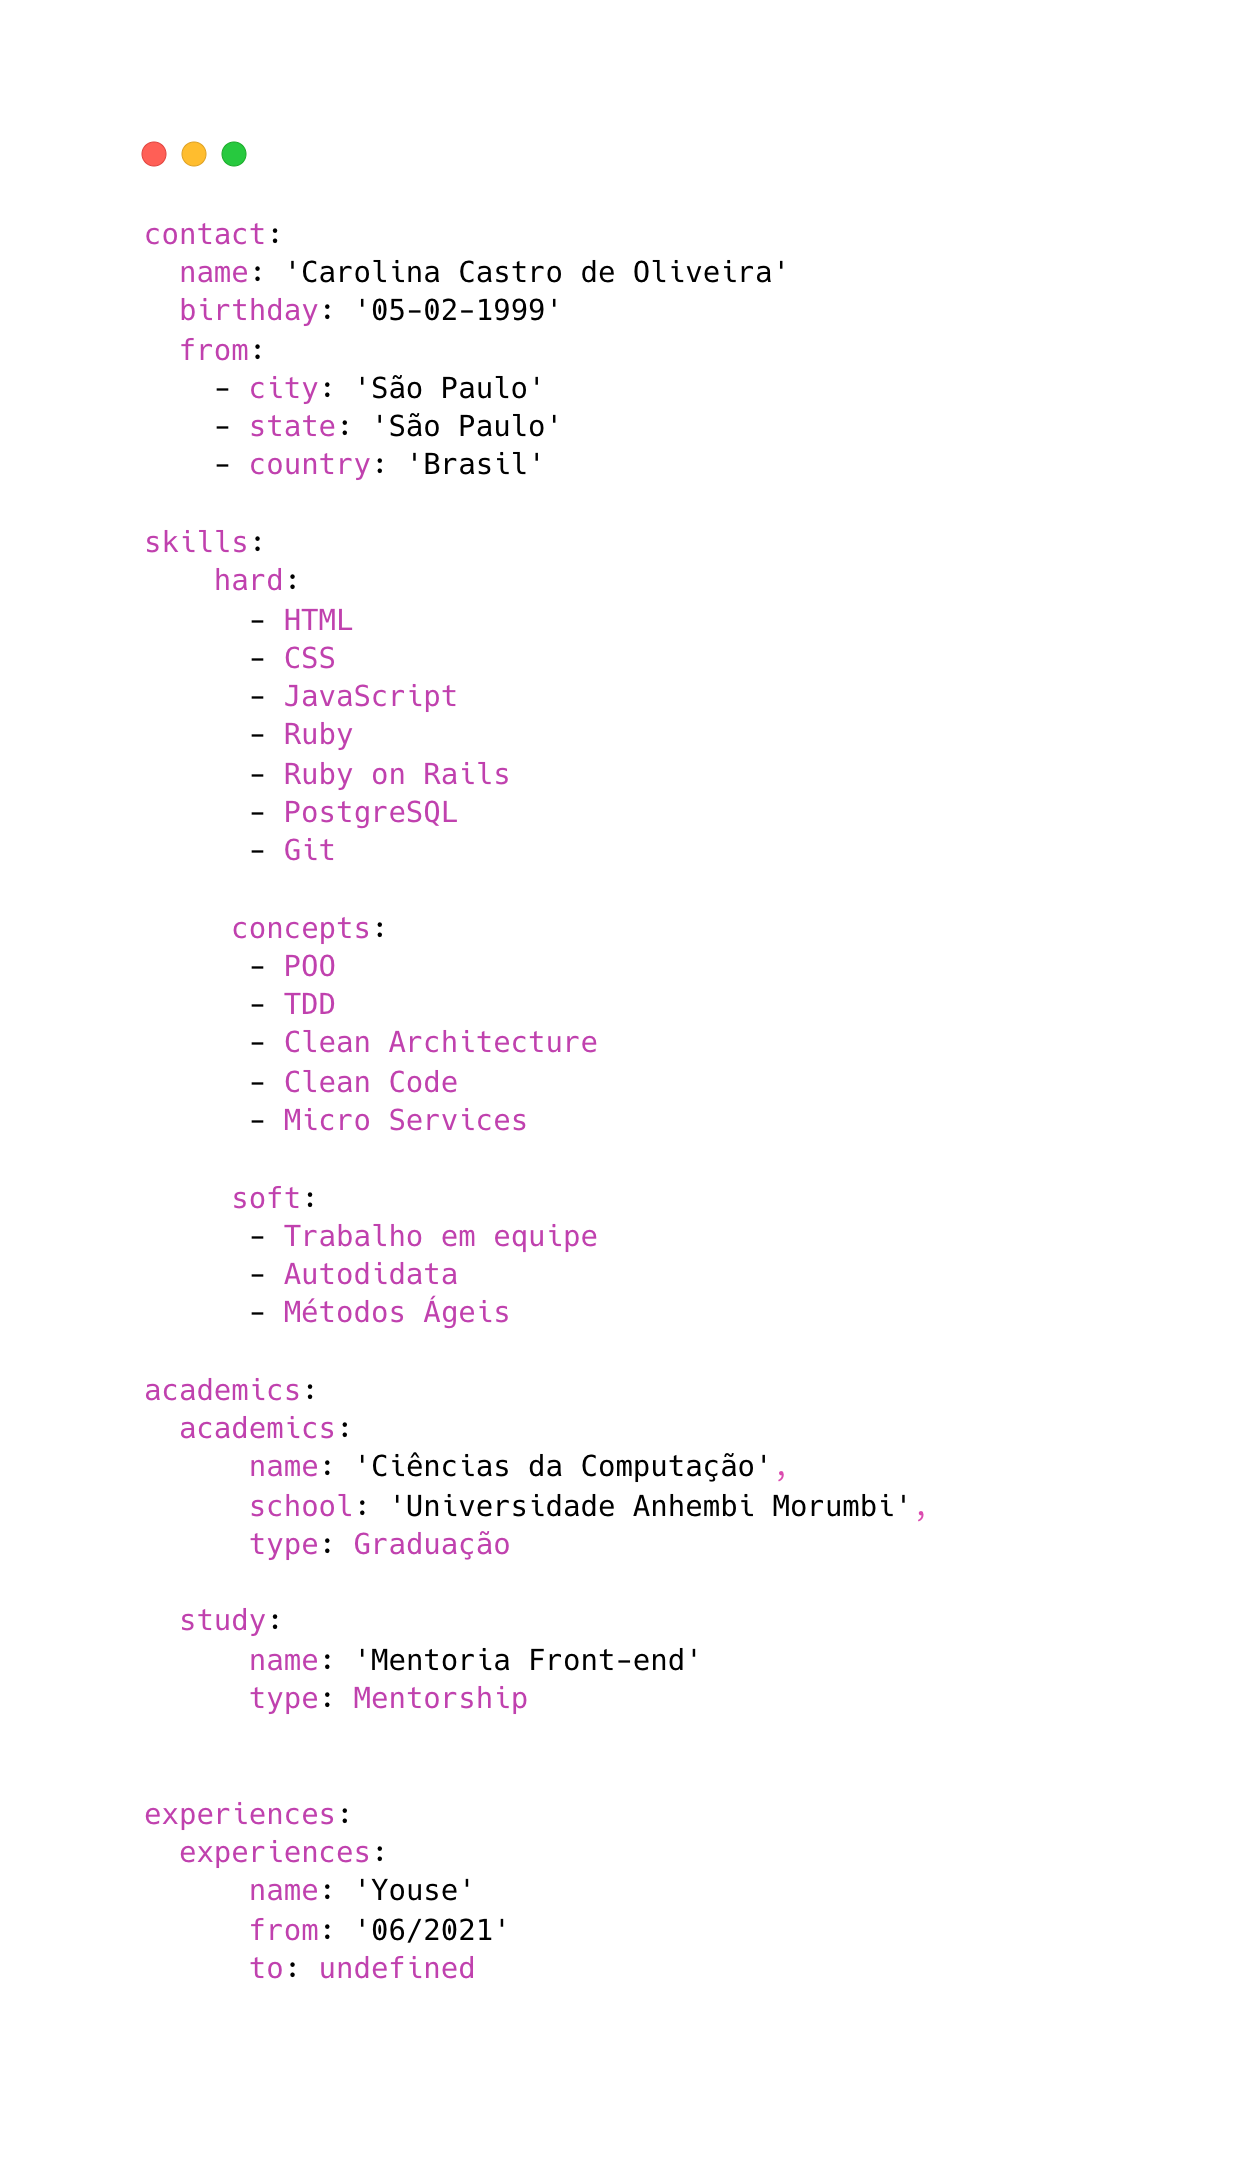 contact:
  name: 'Carolina Castro de Oliveira'
  birthday: '05-02-1999'
  from:
    - city: 'São Paulo'
    - state: 'São Paulo'
    - country: 'Brasil'

skills:
    hard:
      - HTML
      - CSS
      - JavaScript
      - Ruby
      - Ruby on Rails
      - PostgreSQL
      - Git

     concepts:
      - POO
      - TDD
      - Clean Architecture
      - Clean Code
      - Micro Services

     soft:
      - Trabalho em equipe
      - Autodidata
      - Métodos Ágeis

academics:
  academics:
      name: 'Ciências da Computação',
      school: 'Universidade Anhembi Morumbi',
      type: Graduação

  study:
      name: 'Mentoria Front-end'
      type: Mentorship


experiences:
  experiences:
      name: 'Youse'
      from: '06/2021'
      to: undefined